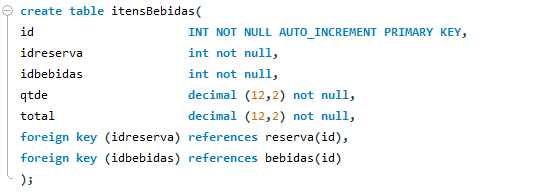 create table itensBebidas(
id INT NOT NULL AUTO_INCREMENT PRIMARY KEY,
idreserva int not null,
idbebidas int not null,
qtde decimal (12,2) not null,
total decimal (12,2) not null,
foreign key (idreserva) references reserva(id),
foreign key (idbebidas) references bebidas(id)
);